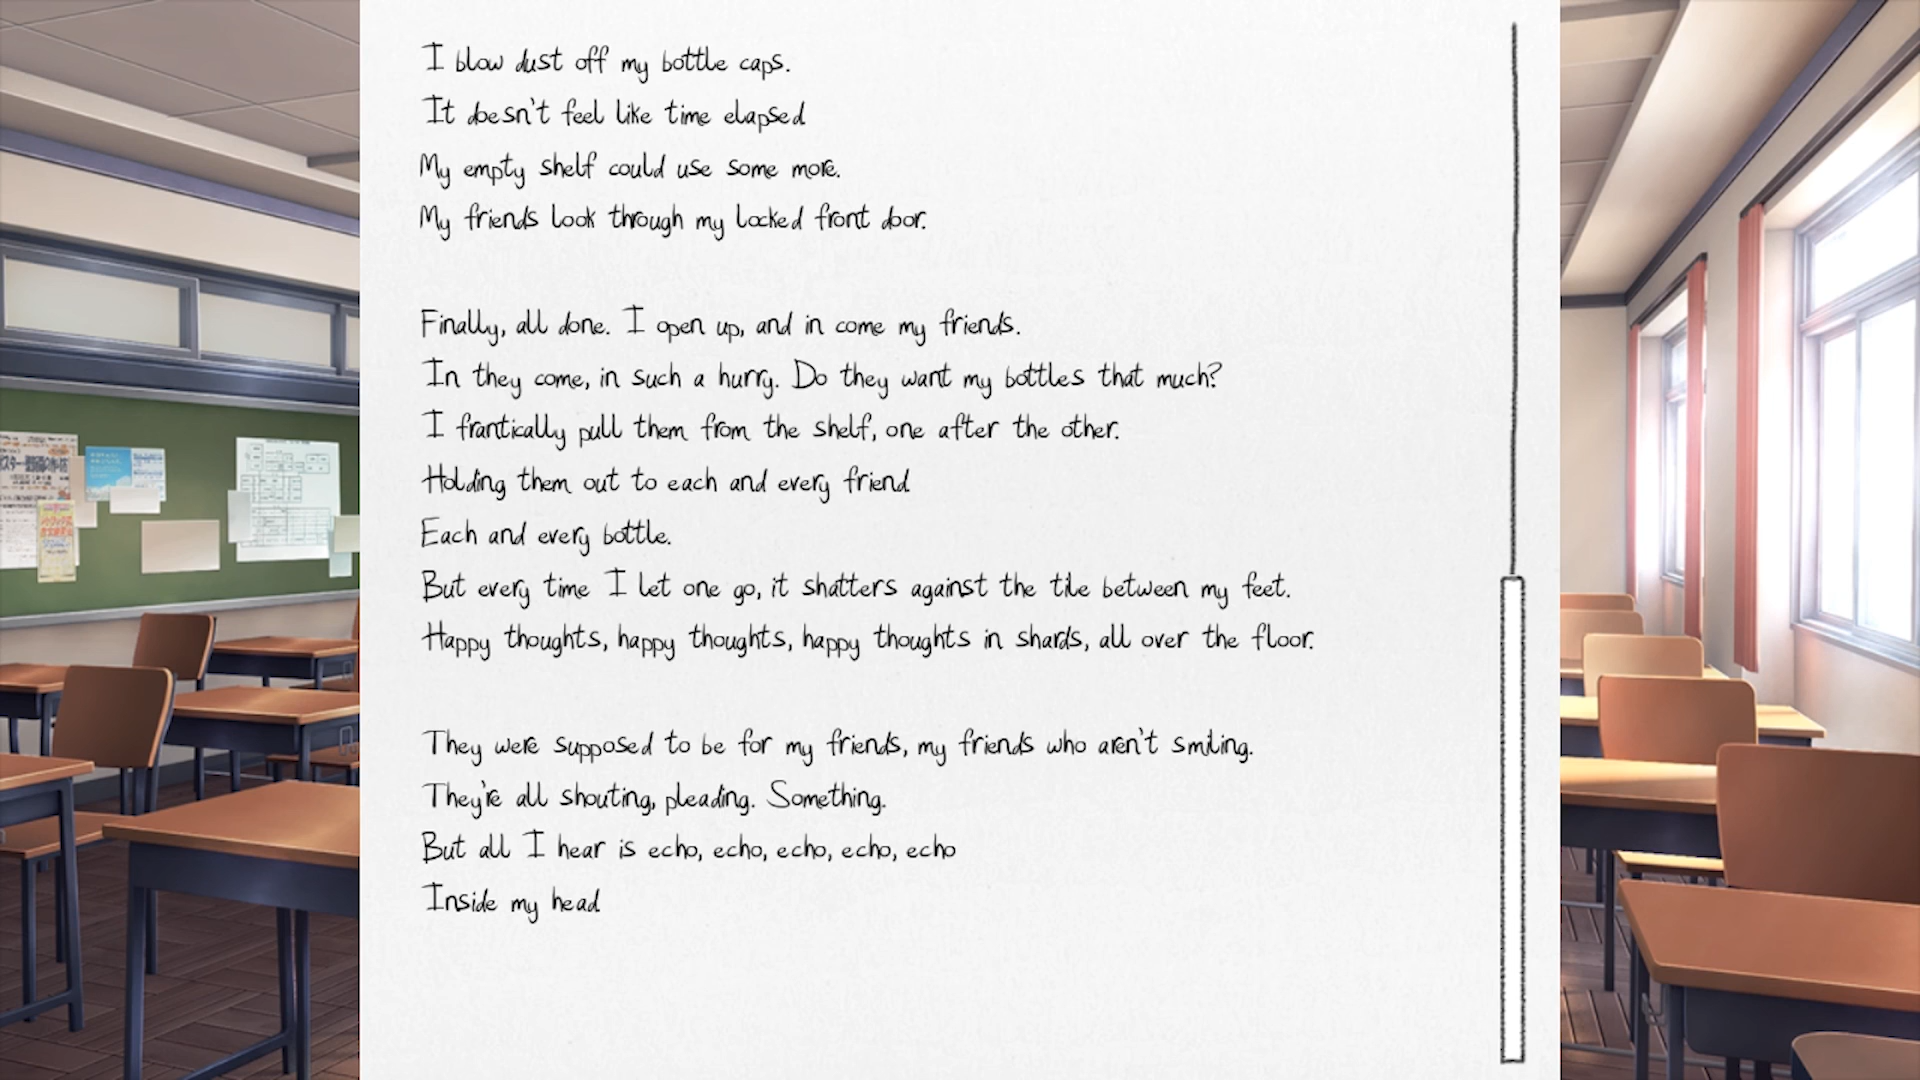 I blow dust off my bottle caps.
It doesn't feel like time elapsed
My empty shelf could use some more.
My friends look through my locked front door.
Finally, all done. I open up, and in come my friends.
In they come, in such a hurry. Do they want my bottles that much?
I frantically pull them from the shelf, one after the other.
Holding them out to each and every friend
Each and every bottle.
But every time I let one go, it shatters against the tile between my feet.
Happy thoughts, happy thoughts, happy thoughts in shards, all over the floor.
They were supposed to be for my friends, my friends who aren't smiling.
They're all shouting, pleading. Something.
But all I hear is echo, echo, echo, echo, echo
Inside my head